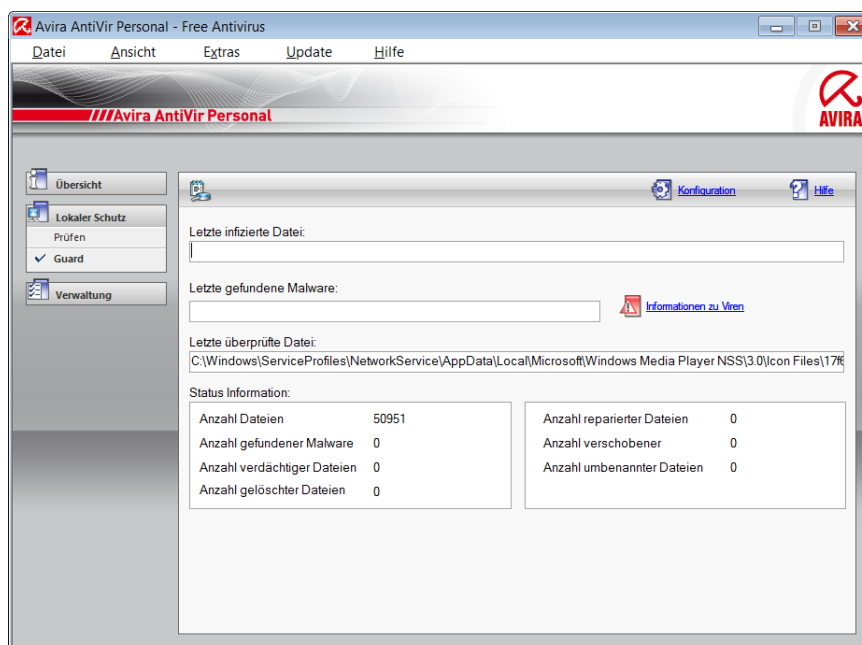 Avira AntiVir Personal - Free Antivirus
Datei Ansicht Extras Update Hilfe
Avira AntiVir Personal
AVIRA
Übersicht
Lokaler Schutz
Prüfen
Guard
Verwaltung
Konfiguration Hilfe
Letzte infizierte Datei:
Letzte gefundene Malware:
Informationen zu Viren
Letzte überprüfte Datei:
C:\Windows\ServiceProfiles\NetworkService\AppData\Local\Microsoft\Windows Media Player NSS\3.0\Icon Files\17f6
Status Information:
Anzahl Dateien 50951
Anzahl gefundener Malware 0
Anzahl verdächtiger Dateien 0
Anzahl gelöschter Dateien 0
Anzahl reparierter Dateien 0
Anzahl verschobener 0
Anzahl umbenannter Dateien 0